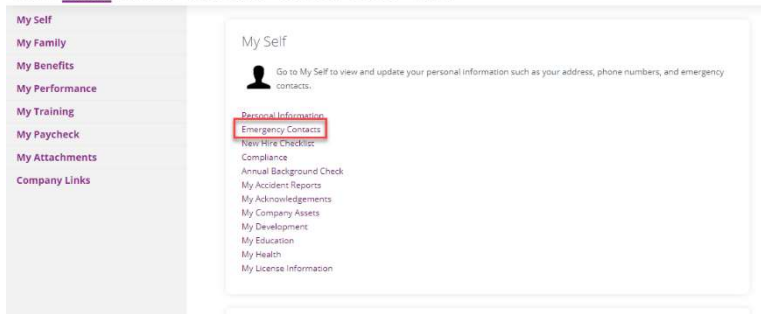 My Self
My Family
My Benefits
My Performance
My Training
My Paycheck
My Attachments
Company Links
My Self
Go to My Self to view and update your personal information such as your address, phone numbers, and emergency
contacts.
Personal Information
Emergency Contacts
New Hire Checklist
Compliance
Annual Background Check
My Accident Reports
My Acknowledgements
My Company Assets
My Development
My Education
My Health
My License Information